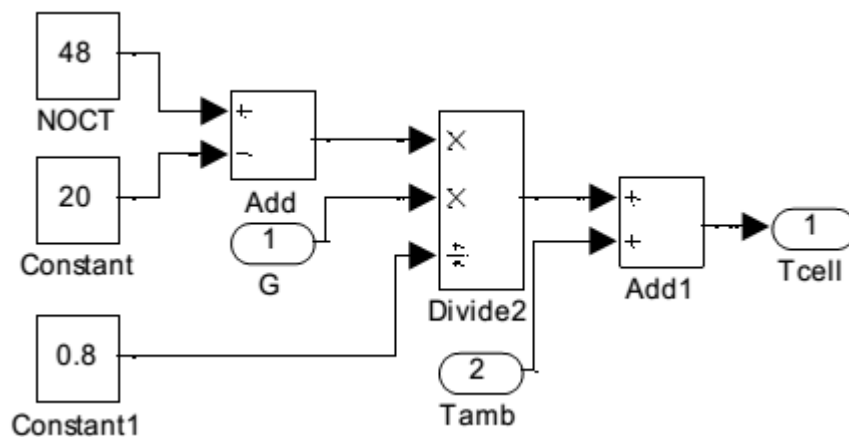 48
NOCT
+
−
Add
20
Constant
1
G
×
×
÷
Divide2
0.8
Constant1
2
Tamb
+
+
Add1
1
Tcell